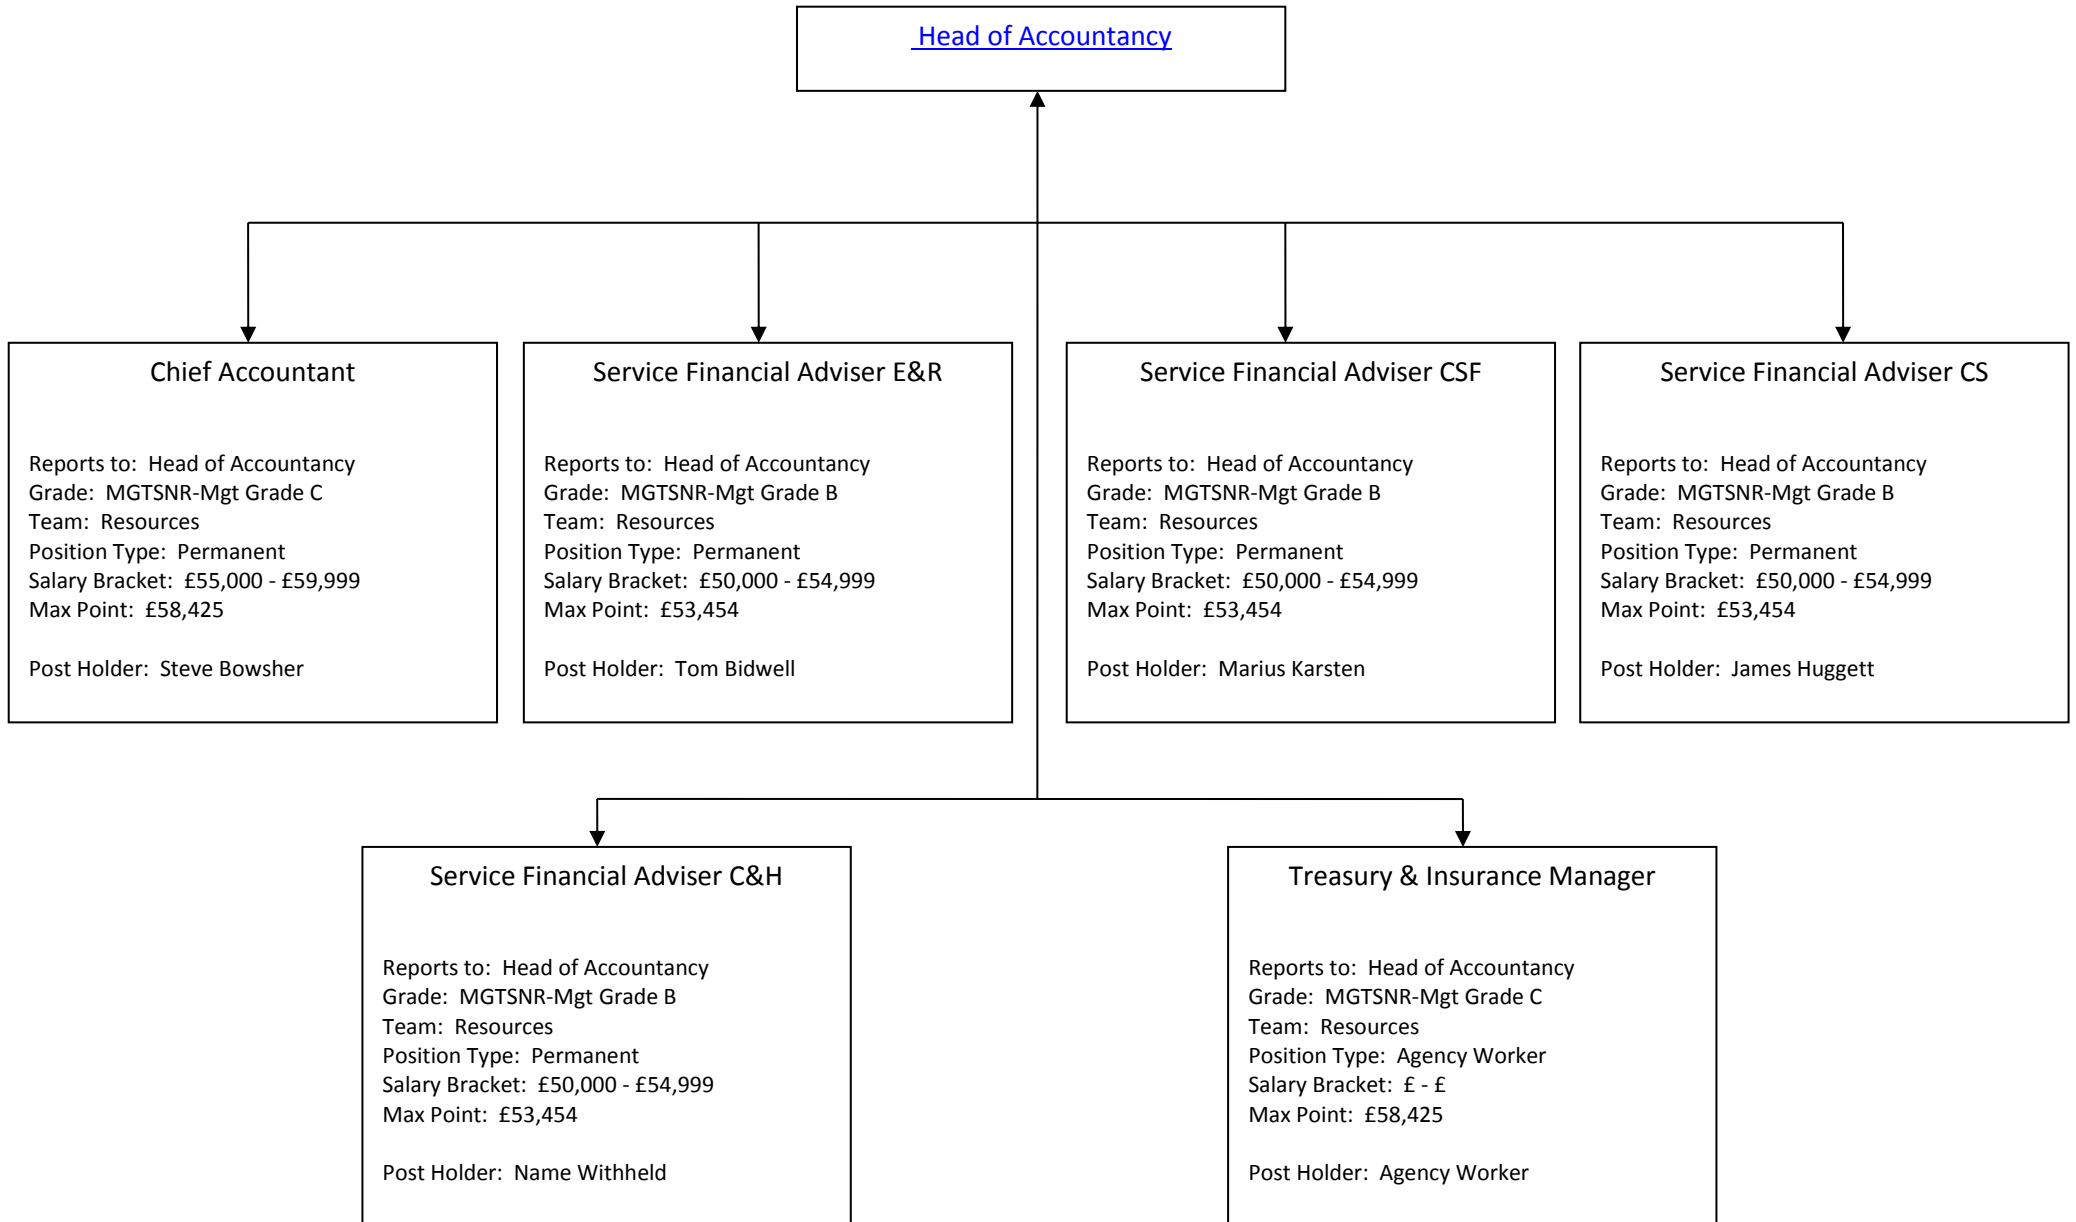 Head of Accountancy
Chief Accountant
Reports to:  Head of Accountancy
Grade:  MGTSNR-Mgt Grade C
Team:  Resources
Position Type:  Permanent
Salary Bracket:  £55,000 - £59,999
Max Point:  £58,425
Post Holder:  Steve Bowsher
Service Financial Adviser E&R
Reports to:  Head of Accountancy
Grade:  MGTSNR-Mgt Grade B
Team:  Resources
Position Type:  Permanent
Salary Bracket:  £50,000 - £54,999
Max Point:  £53,454
Post Holder:  Tom Bidwell
Service Financial Adviser CSF
Reports to:  Head of Accountancy
Grade:  MGTSNR-Mgt Grade B
Team:  Resources
Position Type:  Permanent
Salary Bracket:  £50,000 - £54,999
Max Point:  £53,454
Post Holder:  Marius Karsten
Service Financial Adviser CS
Reports to:  Head of Accountancy
Grade:  MGTSNR-Mgt Grade B
Team:  Resources
Position Type:  Permanent
Salary Bracket:  £50,000 - £54,999
Max Point:  £53,454
Post Holder:  James Huggett
Service Financial Adviser C&H
Reports to:  Head of Accountancy
Grade:  MGTSNR-Mgt Grade B
Team:  Resources
Position Type:  Permanent
Salary Bracket:  £50,000 - £54,999
Max Point:  £53,454
Post Holder:  Name Withheld
Treasury & Insurance Manager
Reports to:  Head of Accountancy
Grade:  MGTSNR-Mgt Grade C
Team:  Resources
Position Type:  Agency Worker
Salary Bracket:  £ - £
Max Point:  £58,425
Post Holder:  Agency Worker